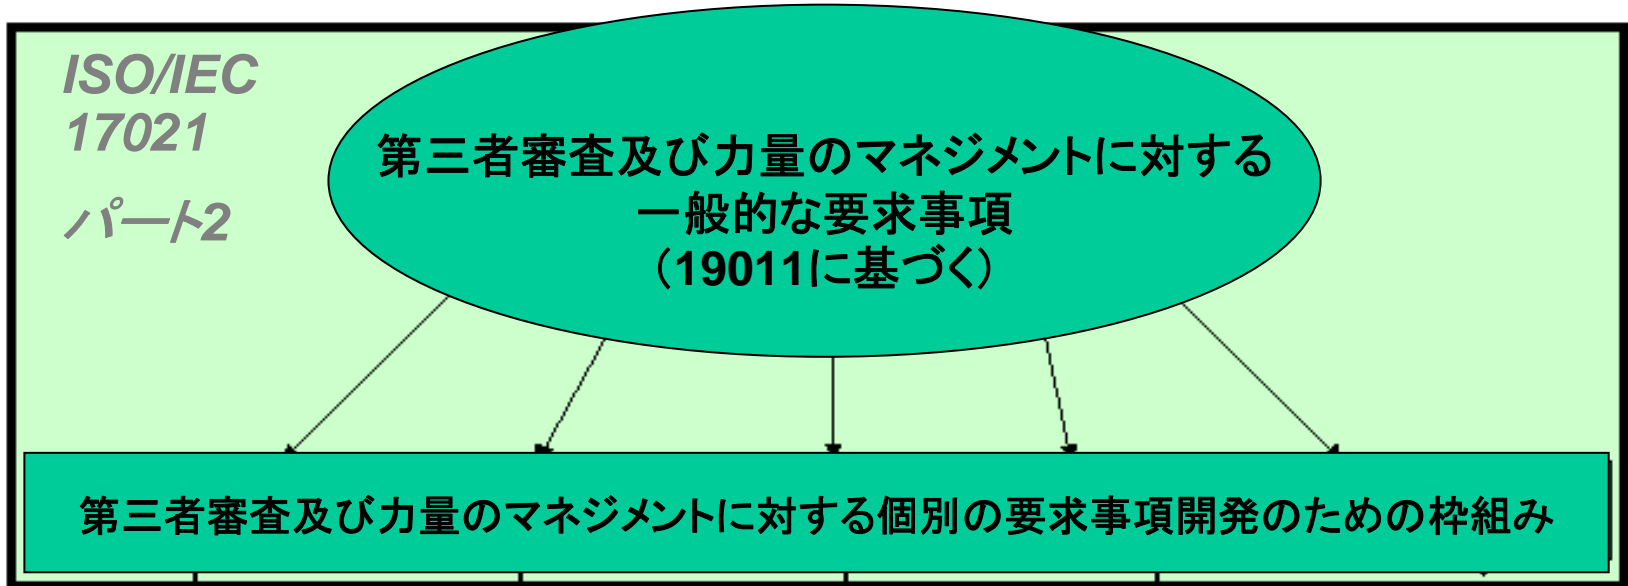 ISO/IEC
17021
パート2
第三者審査及び力量のマネジメントに対する
一般的な要求事項
（19011に基づく）
第三者審査及び力量のマネジメントに対する個別の要求事項開発のための枠組み